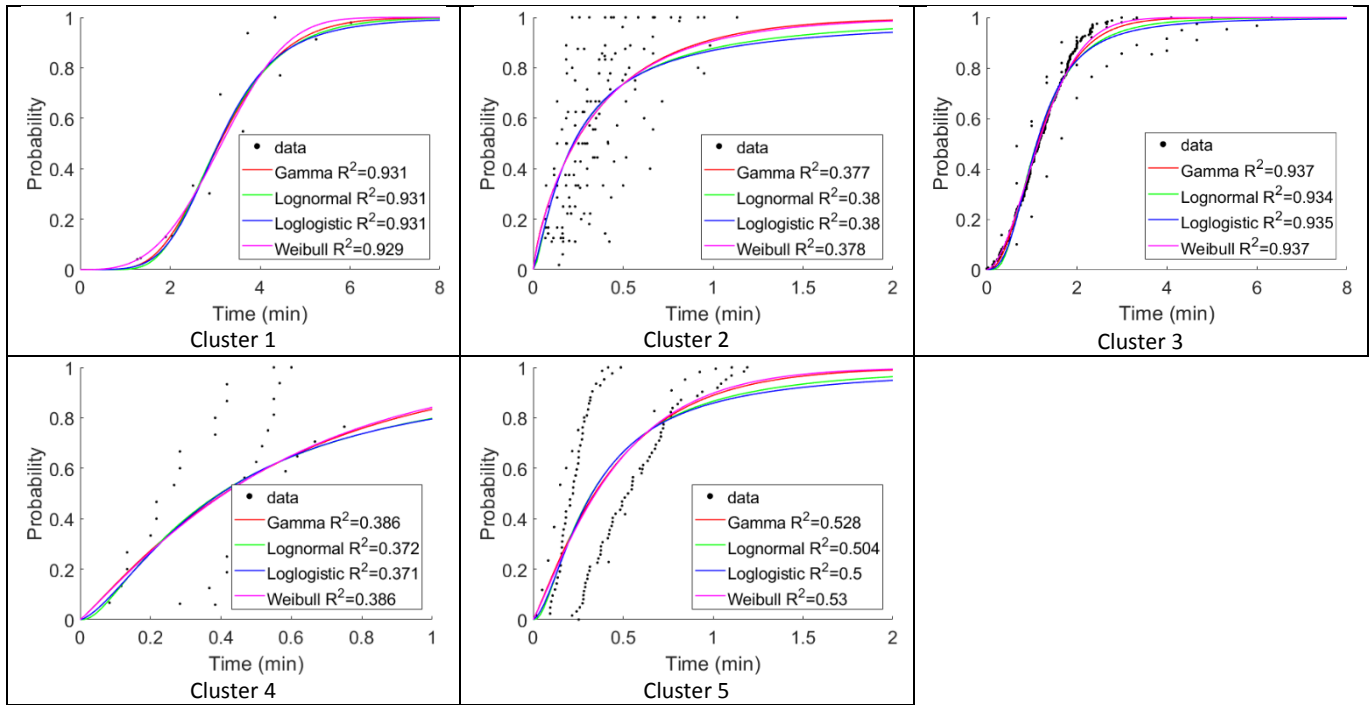 Probability
1
0.8
0.6
0.4
0.2
0
data
Gamma R²=0.931
Lognormal R²=0.931
Loglogistic R²=0.931
Weibull R²=0.929
0 2 4 6 8
Time (min)
Cluster 1
Probability
1
0.8
0.6
0.4
0.2
0
data
Gamma R²=0.377
Lognormal R²=0.38
Loglogistic R²=0.38
Weibull R²=0.378
0 0.5 1 1.5 2
Time (min)
Cluster 2
Probability
1
0.8
0.6
0.4
0.2
0
data
Gamma R²=0.937
Lognormal R²=0.934
Loglogistic R²=0.935
Weibull R²=0.937
0 2 4 6 8
Time (min)
Cluster 3
Probability
1
0.8
0.6
0.4
0.2
0
data
Gamma R²=0.386
Lognormal R²=0.372
Loglogistic R²=0.371
Weibull R²=0.386
0 0.2 0.4 0.6 0.8 1
Time (min)
Cluster 4
Probability
1
0.8
0.6
0.4
0.2
0
data
Gamma R²=0.528
Lognormal R²=0.504
Loglogistic R²=0.5
Weibull R²=0.53
0 0.5 1 1.5 2
Time (min)
Cluster 5